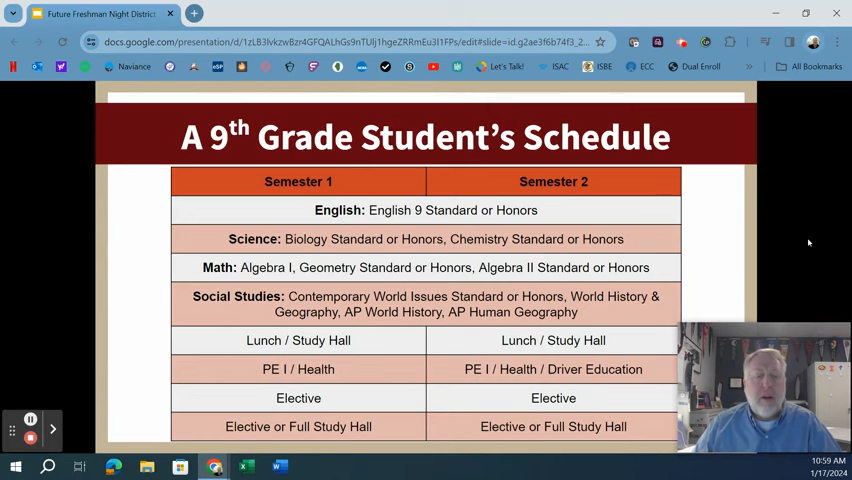 Future Freshman Night District
docs.google.com/presentation/d/1zLB3lvkzwBzr4GFQALhGs9nTUlj1hgeZRRmEu3l1FPs/edit#slide=id.g2ae3f6b74f3_2...
Naviance
eSP
Let's Talk!
ISAC
ISBE
ECC
Dual Enroll
All Bookmarks
A 9th Grade Student's Schedule
Semester 1 Semester 2
English: English 9 Standard or Honors
Science: Biology Standard or Honors, Chemistry Standard or Honors
Math: Algebra I, Geometry Standard or Honors, Algebra II Standard or Honors
Social Studies: Contemporary World Issues Standard or Honors, World History &
Geography, AP World History, AP Human Geography
Lunch / Study Hall Lunch / Study Hall
PE I / Health PE I / Health / Driver Education
Elective Elective
Elective or Full Study Hall Elective or Full Study Hall
10:59 AM
1/17/2024